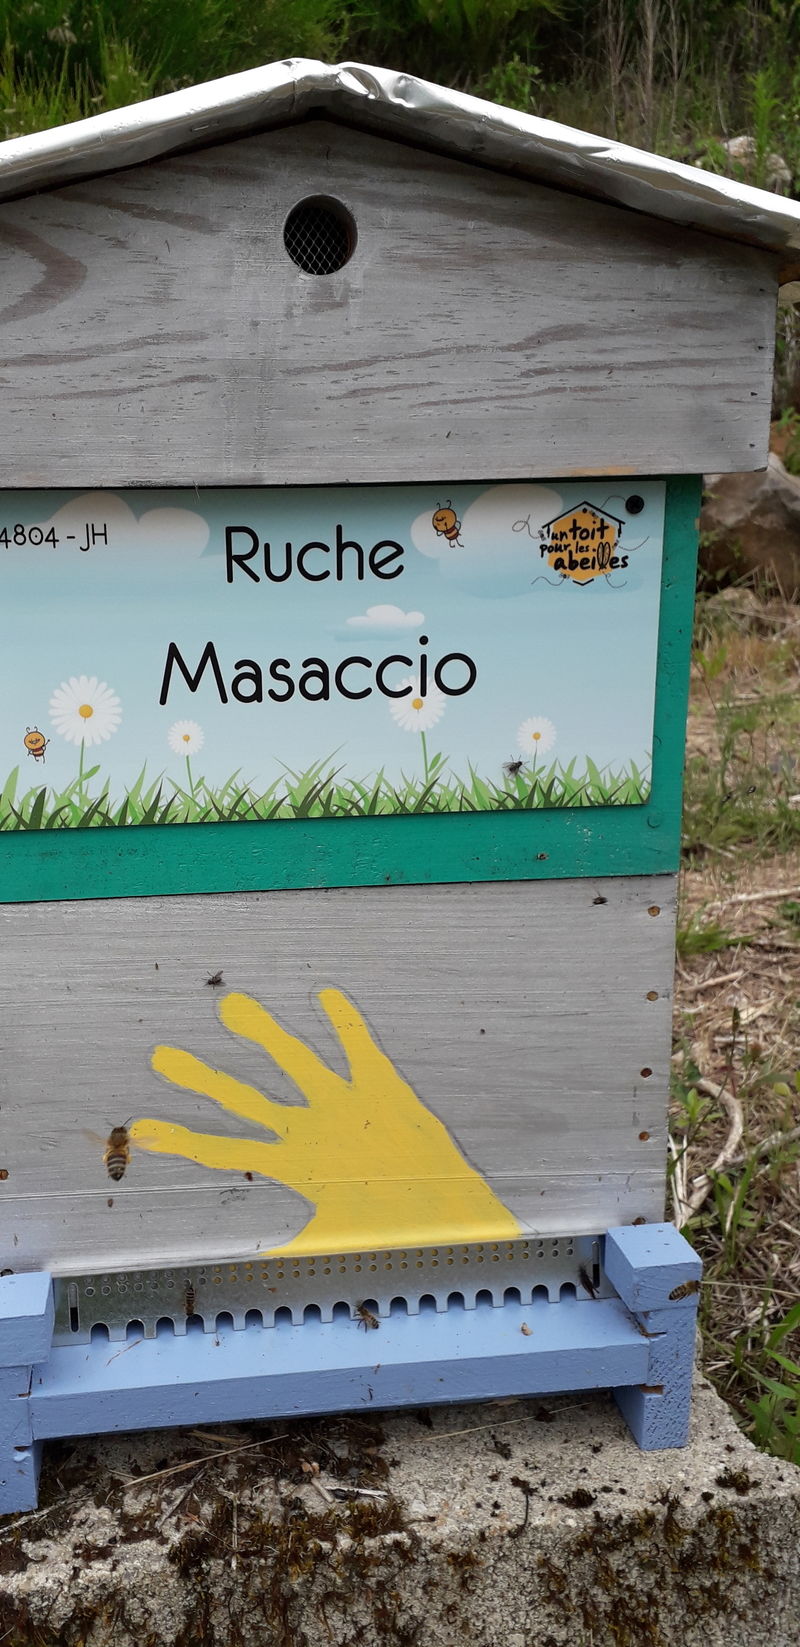 4804 - JH
Ruche
Masaccio
un toit
pour les
abeilles